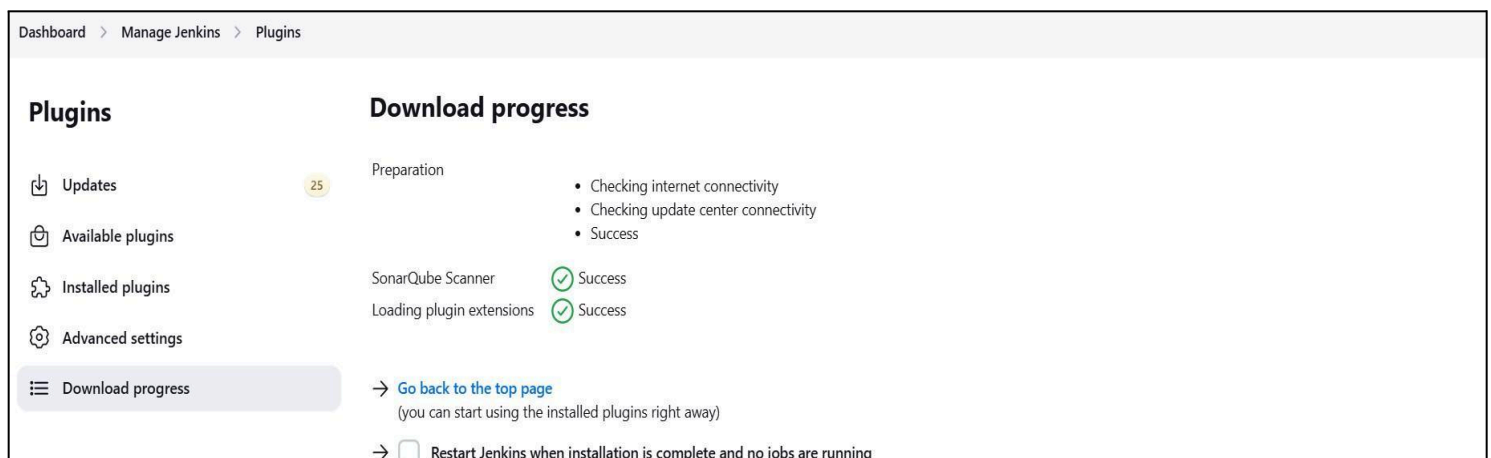 Dashboard > Manage Jenkins > Plugins
Plugins
Updates 25
Available plugins
Installed plugins
Advanced settings
Download progress
Download progress
Preparation
• Checking internet connectivity
• Checking update center connectivity
• Success
SonarQube Scanner Success
Loading plugin extensions Success
→ Go back to the top page
(you can start using the installed plugins right away)
→ Restart Jenkins when installation is complete and no jobs are running